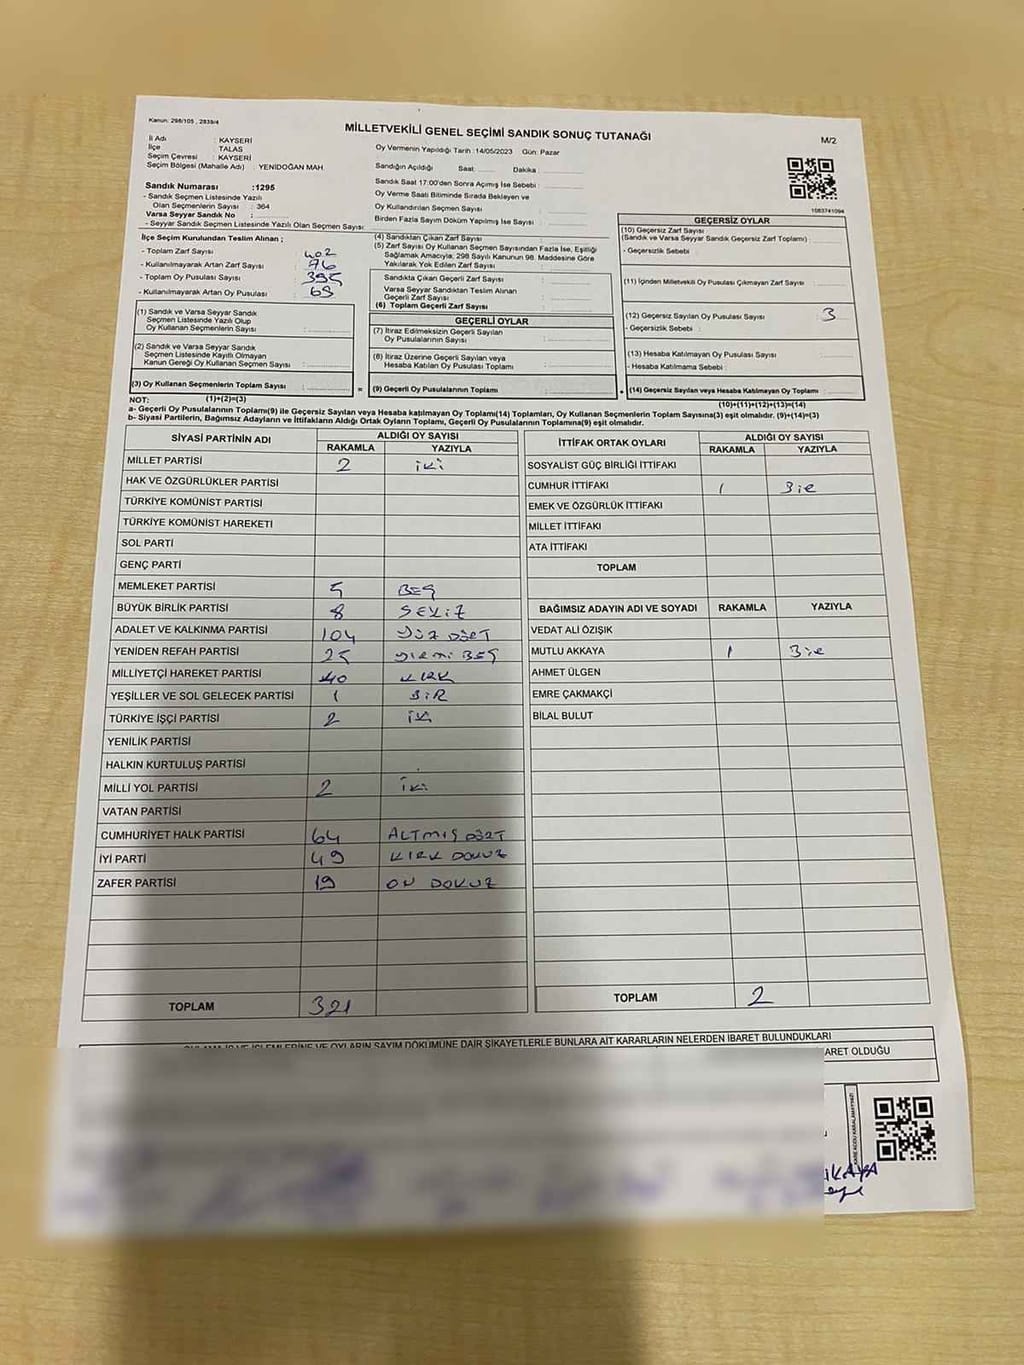 Kanun: 298/105 , 2839/4
MİLLETVEKİLİ GENEL SEÇİMİ SANDIK SONUÇ TUTANAĞI
M/2
İl Adı : KAYSERİ
İlçe : TALAS
Seçim Çevresi : KAYSERİ
Seçim Bölgesi (Mahalle Adı) : YENİDOĞAN MAH.
Sandık Numarası :1295
- Sandık Seçmen Listesinde Yazılı
Olan Seçmenlerin Sayısı : 364
Varsa Seyyar Sandık No :
- Seyyar Sandık Seçmen Listesinde Yazılı Olan Seçmen Sayısı :
Oy Vermenin Yapıldığı Tarih :14/05/2023 Gün: Pazar
Sandığın Açıldığı Saat: Dakika :
Sandık Saat 17:00'den Sonra Açımış İse Sebebi :
Oy Verme Saati Bitiminde Sırada Bekleyen ve
Oy Kullandırılan Seçmen Sayısı :
Birden Fazla Sayım Döküm Yapılmış İse Sayısı :
1083741094
İlçe Seçim Kurulundan Teslim Alınan ;
- Toplam Zarf Sayısı : 402
- Kullanılmayarak Artan Zarf Sayısı : 76
- Toplam Oy Pusulası Sayısı : 395
- Kullanılmayarak Artan Oy Pusulası : 69
(1) Sandık ve Varsa Seyyar Sandık
Seçmen Listesinde Yazılı Olup
Oy Kullanan Seçmenlerin Sayısı :
(2) Sandık ve Varsa Seyyar Sandık
Seçmen Listesinde Kayıtlı Olmayan
Kanun Gereği Oy Kullanan Seçmen Sayısı :
(3) Oy Kullanan Seçmenlerin Toplam Sayısı :
(4) Sandıktan Çıkan Zarf Sayısı :
(5) Zarf Sayısı Oy Kullanan Seçmen Sayısından Fazla İse, Eşitliği
Sağlamak Amacıyla, 298 Sayılı Kanunun 98. Maddesine Göre
Yakılarak Yok Edilen Zarf Sayısı :
Sandıkta Çıkan Geçerli Zarf Sayısı :
Varsa Seyyar Sandıktan Teslim Alınan
Geçerli Zarf Sayısı :
(6) Toplam Geçerli Zarf Sayısı :
GEÇERLİ OYLAR
(7) İtiraz Edilmeksizin Geçerli Sayılan
Oy Pusulalarının Sayısı :
(8) İtiraz Üzerine Geçerli Sayılan veya
Hesaba Katılan Oy Pusulası Toplamı :
= (9) Geçerli Oy Pusulalarının Toplamı :
GEÇERSİZ OYLAR
(10) Geçersiz Zarf Sayısı
(Sandık ve Varsa Seyyar Sandık Geçersiz Zarf Toplamı) :
- Geçersizlik Sebebi :
(11) İçinden Milletvekili Oy Pusulası Çıkmayan Zarf Sayısı :
(12) Geçersiz Sayılan Oy Pusulası Sayısı : 3
- Geçersizlik Sebebi :
(13) Hesaba Katılmayan Oy Pusulası Sayısı :
- Hesaba Katılmama Sebebi :
+ (14) Geçersiz Sayılan veya Hesaba Katılmayan Oy Toplamı :
NOT: (1)+(2)=(3)
(10)+(11)+(12)+(13)=(14)
a- Geçerli Oy Pusulalarının Toplamı(9) ile Geçersiz Sayılan veya Hesaba katılmayan Oy Toplamı(14) Toplamları, Oy Kullanan Seçmenlerin Toplam Sayısına(3) eşit olmalıdır. (9)+(14)=(3)
b- Siyasi Partilerin, Bağımsız Adayların ve İttifakların Aldığı Ortak Oyların Toplamı, Geçerli Oy Pusulalarının Toplamına(9) eşit olmalıdır.
SİYASİ PARTİNİN ADI ALDIĞI OY SAYISI
RAKAMLA YAZIYLA
MİLLET PARTİSİ 2 iki
HAK VE ÖZGÜRLÜKLER PARTİSİ
TÜRKİYE KOMÜNİST PARTİSİ
TÜRKİYE KOMÜNİST HAREKETİ
SOL PARTİ
GENÇ PARTİ
MEMLEKET PARTİSİ 5 BEŞ
BÜYÜK BİRLİK PARTİSİ 8 SEKİZ
ADALET VE KALKINMA PARTİSİ 104 YÜZ DÖRT
YENİDEN REFAH PARTİSİ 25 YİRMİ BEŞ
MİLLİYETÇİ HAREKET PARTİSİ 40 KIRK
YEŞİLLER VE SOL GELECEK PARTİSİ 1 BİR
TÜRKİYE İŞÇİ PARTİSİ 2 iki
YENİLİK PARTİSİ
HALKIN KURTULUŞ PARTİSİ
MİLLİ YOL PARTİSİ 2 iki
VATAN PARTİSİ
CUMHURİYET HALK PARTİSİ 64 ALTMIŞ DÖRT
İYİ PARTİ 49 KIRK DOKUZ
ZAFER PARTİSİ 19 ON DOKUZ
TOPLAM 321
İTTİFAK ORTAK OYLARI ALDIĞI OY SAYISI
RAKAMLA YAZIYLA
SOSYALİST GÜÇ BİRLİĞİ İTTİFAKI
CUMHUR İTTİFAKI 1 Bir
EMEK VE ÖZGÜRLÜK İTTİFAKI
MİLLET İTTİFAKI
ATA İTTİFAKI
TOPLAM
BAĞIMSIZ ADAYIN ADI VE SOYADI RAKAMLA YAZIYLA
VEDAT ALİ ÖZIŞIK
MUTLU AKKAYA 1 Bir
AHMET ÜLGEN
EMRE ÇAKMAKÇİ
BİLAL BULUT
TOPLAM 2
VE OYLARIN SAYIM DÖKÜMÜNE DAİR ŞİKAYETLERLE BUNLARA AİT KARARLARIN NELERDEN İBARET BULUNDUKLARI
ARET OLDUĞU